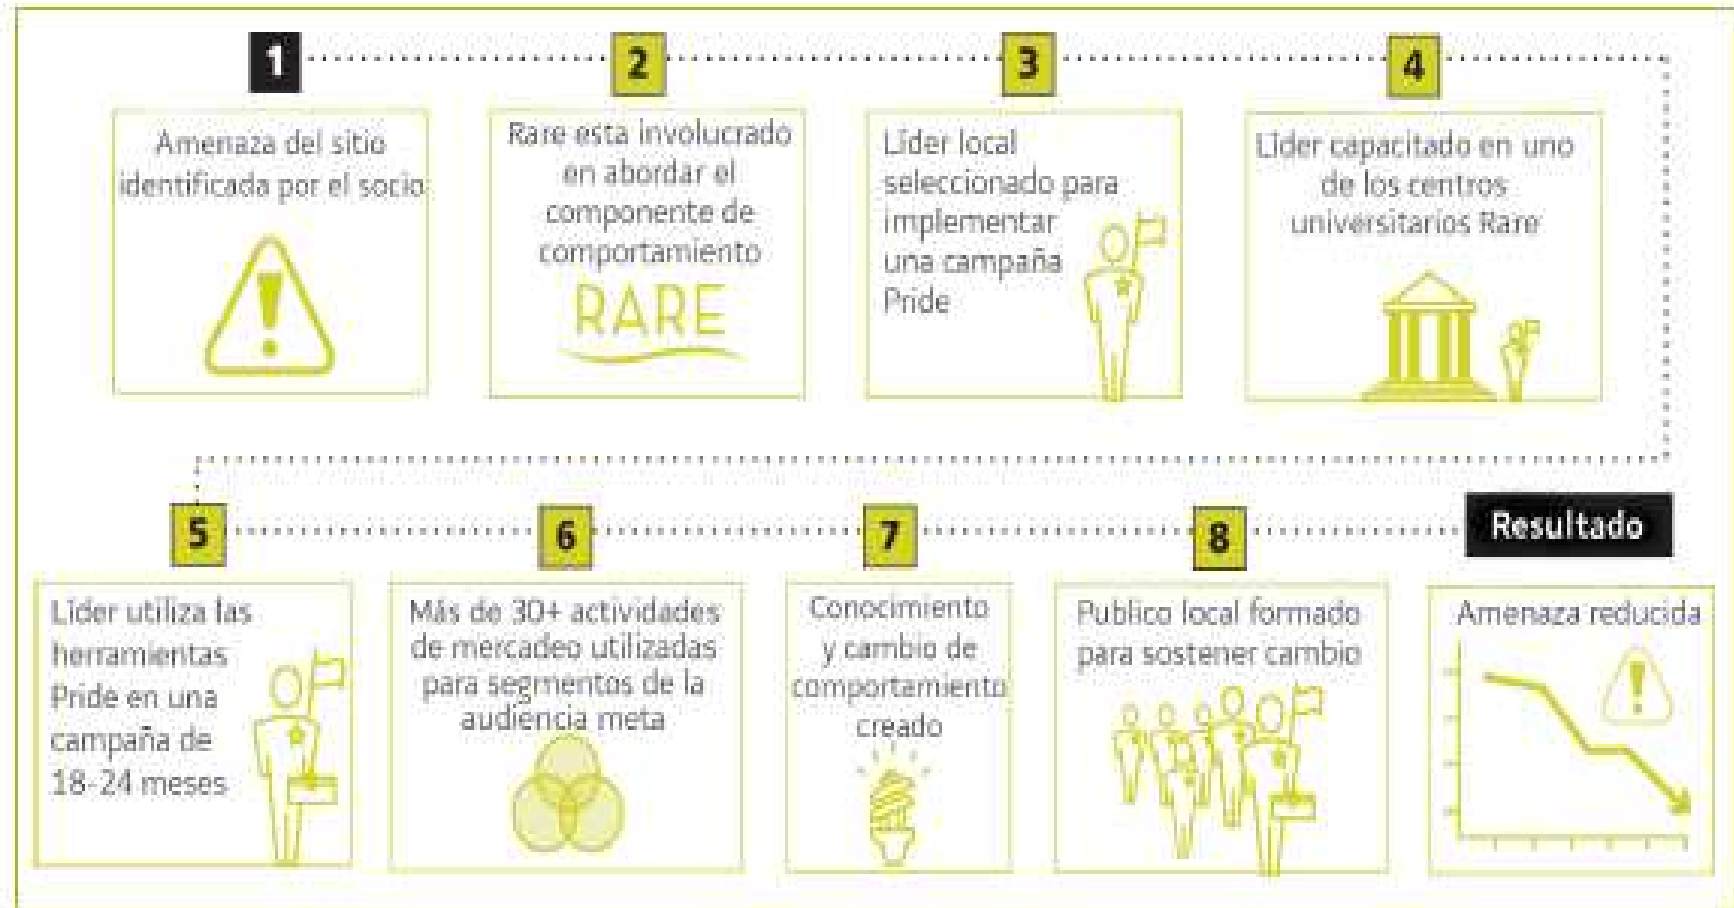 1
Amenaza del sitio
identificada por el socio
2
Rare esta involucrado
en abordar el
componente de
comportamiento
RARE
3
Líder local
seleccionado para
implementar
una campaña
Pride
4
Líder capacitado en uno
de los centros
universitarios Rare
5
Líder utiliza las
herramientas
Pride en una
campaña de
18-24 meses
6
Más de 30+ actividades
de mercadeo utilizadas
para segmentos de la
audiencia meta
7
Conocimiento
y cambio de
comportamiento
creado
8
Publico local formado
para sostener cambio
Resultado
Amenaza reducida